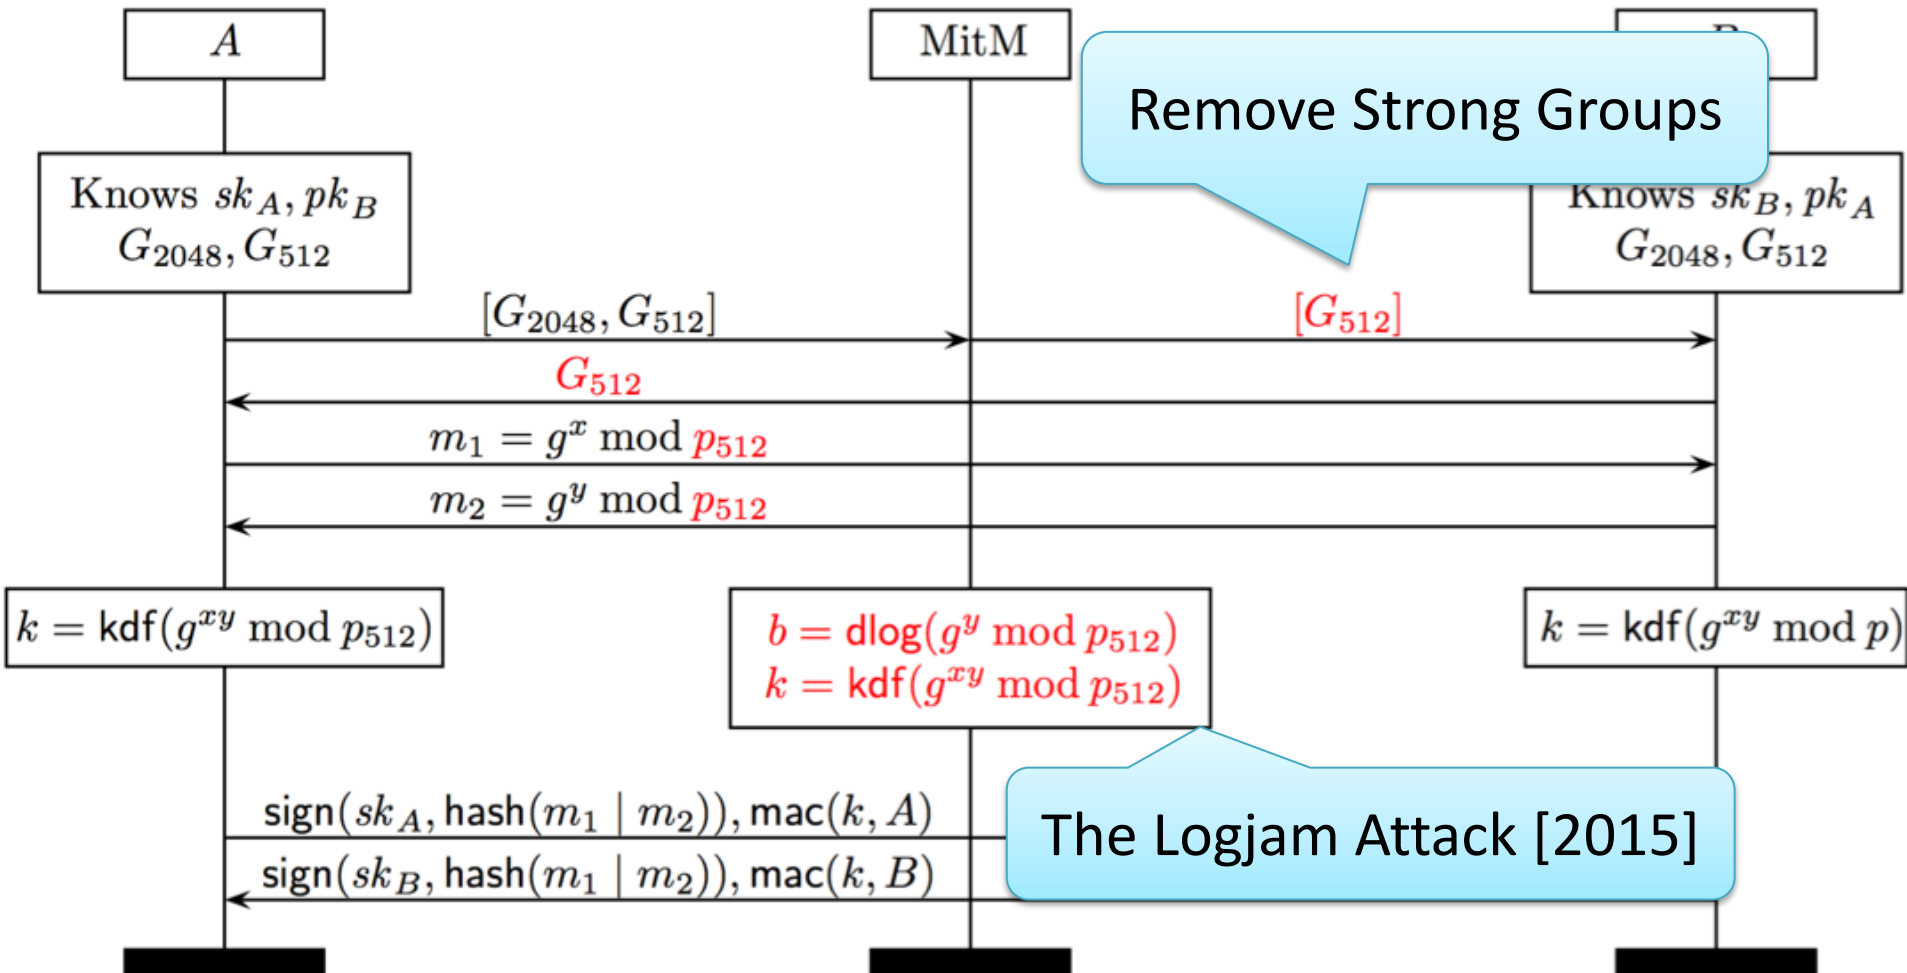 A
MitM
Remove Strong Groups
Knows sk_A, pk_B
G_2048, G_512
Knows sk_B, pk_A
G_2048, G_512
[G_2048, G_512]
[G_512]
G_512
m_1 = g^x mod p_512
m_2 = g^y mod p_512
k = kdf(g^{xy} mod p_512)
b = dlog(g^y mod p_512)
k = kdf(g^{xy} mod p_512)
k = kdf(g^{xy} mod p)
sign(sk_A, hash(m_1 | m_2)), mac(k, A)
sign(sk_B, hash(m_1 | m_2)), mac(k, B)
The Logjam Attack [2015]